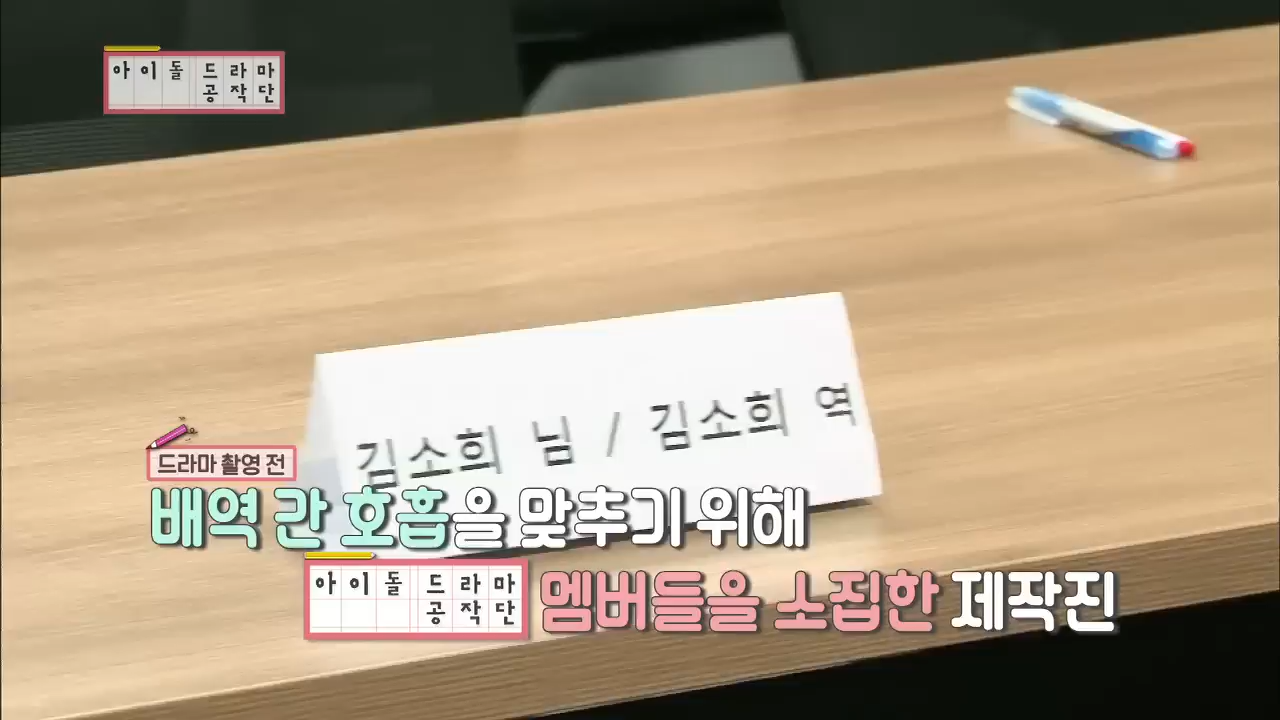 아이돌 드라마
공작단
김소희 님 / 김소희 역
드라마 촬영 전
배역 간 호흡을 맞추기 위해
아이돌 드라마
공작단
멤버들을 소집한 제작진